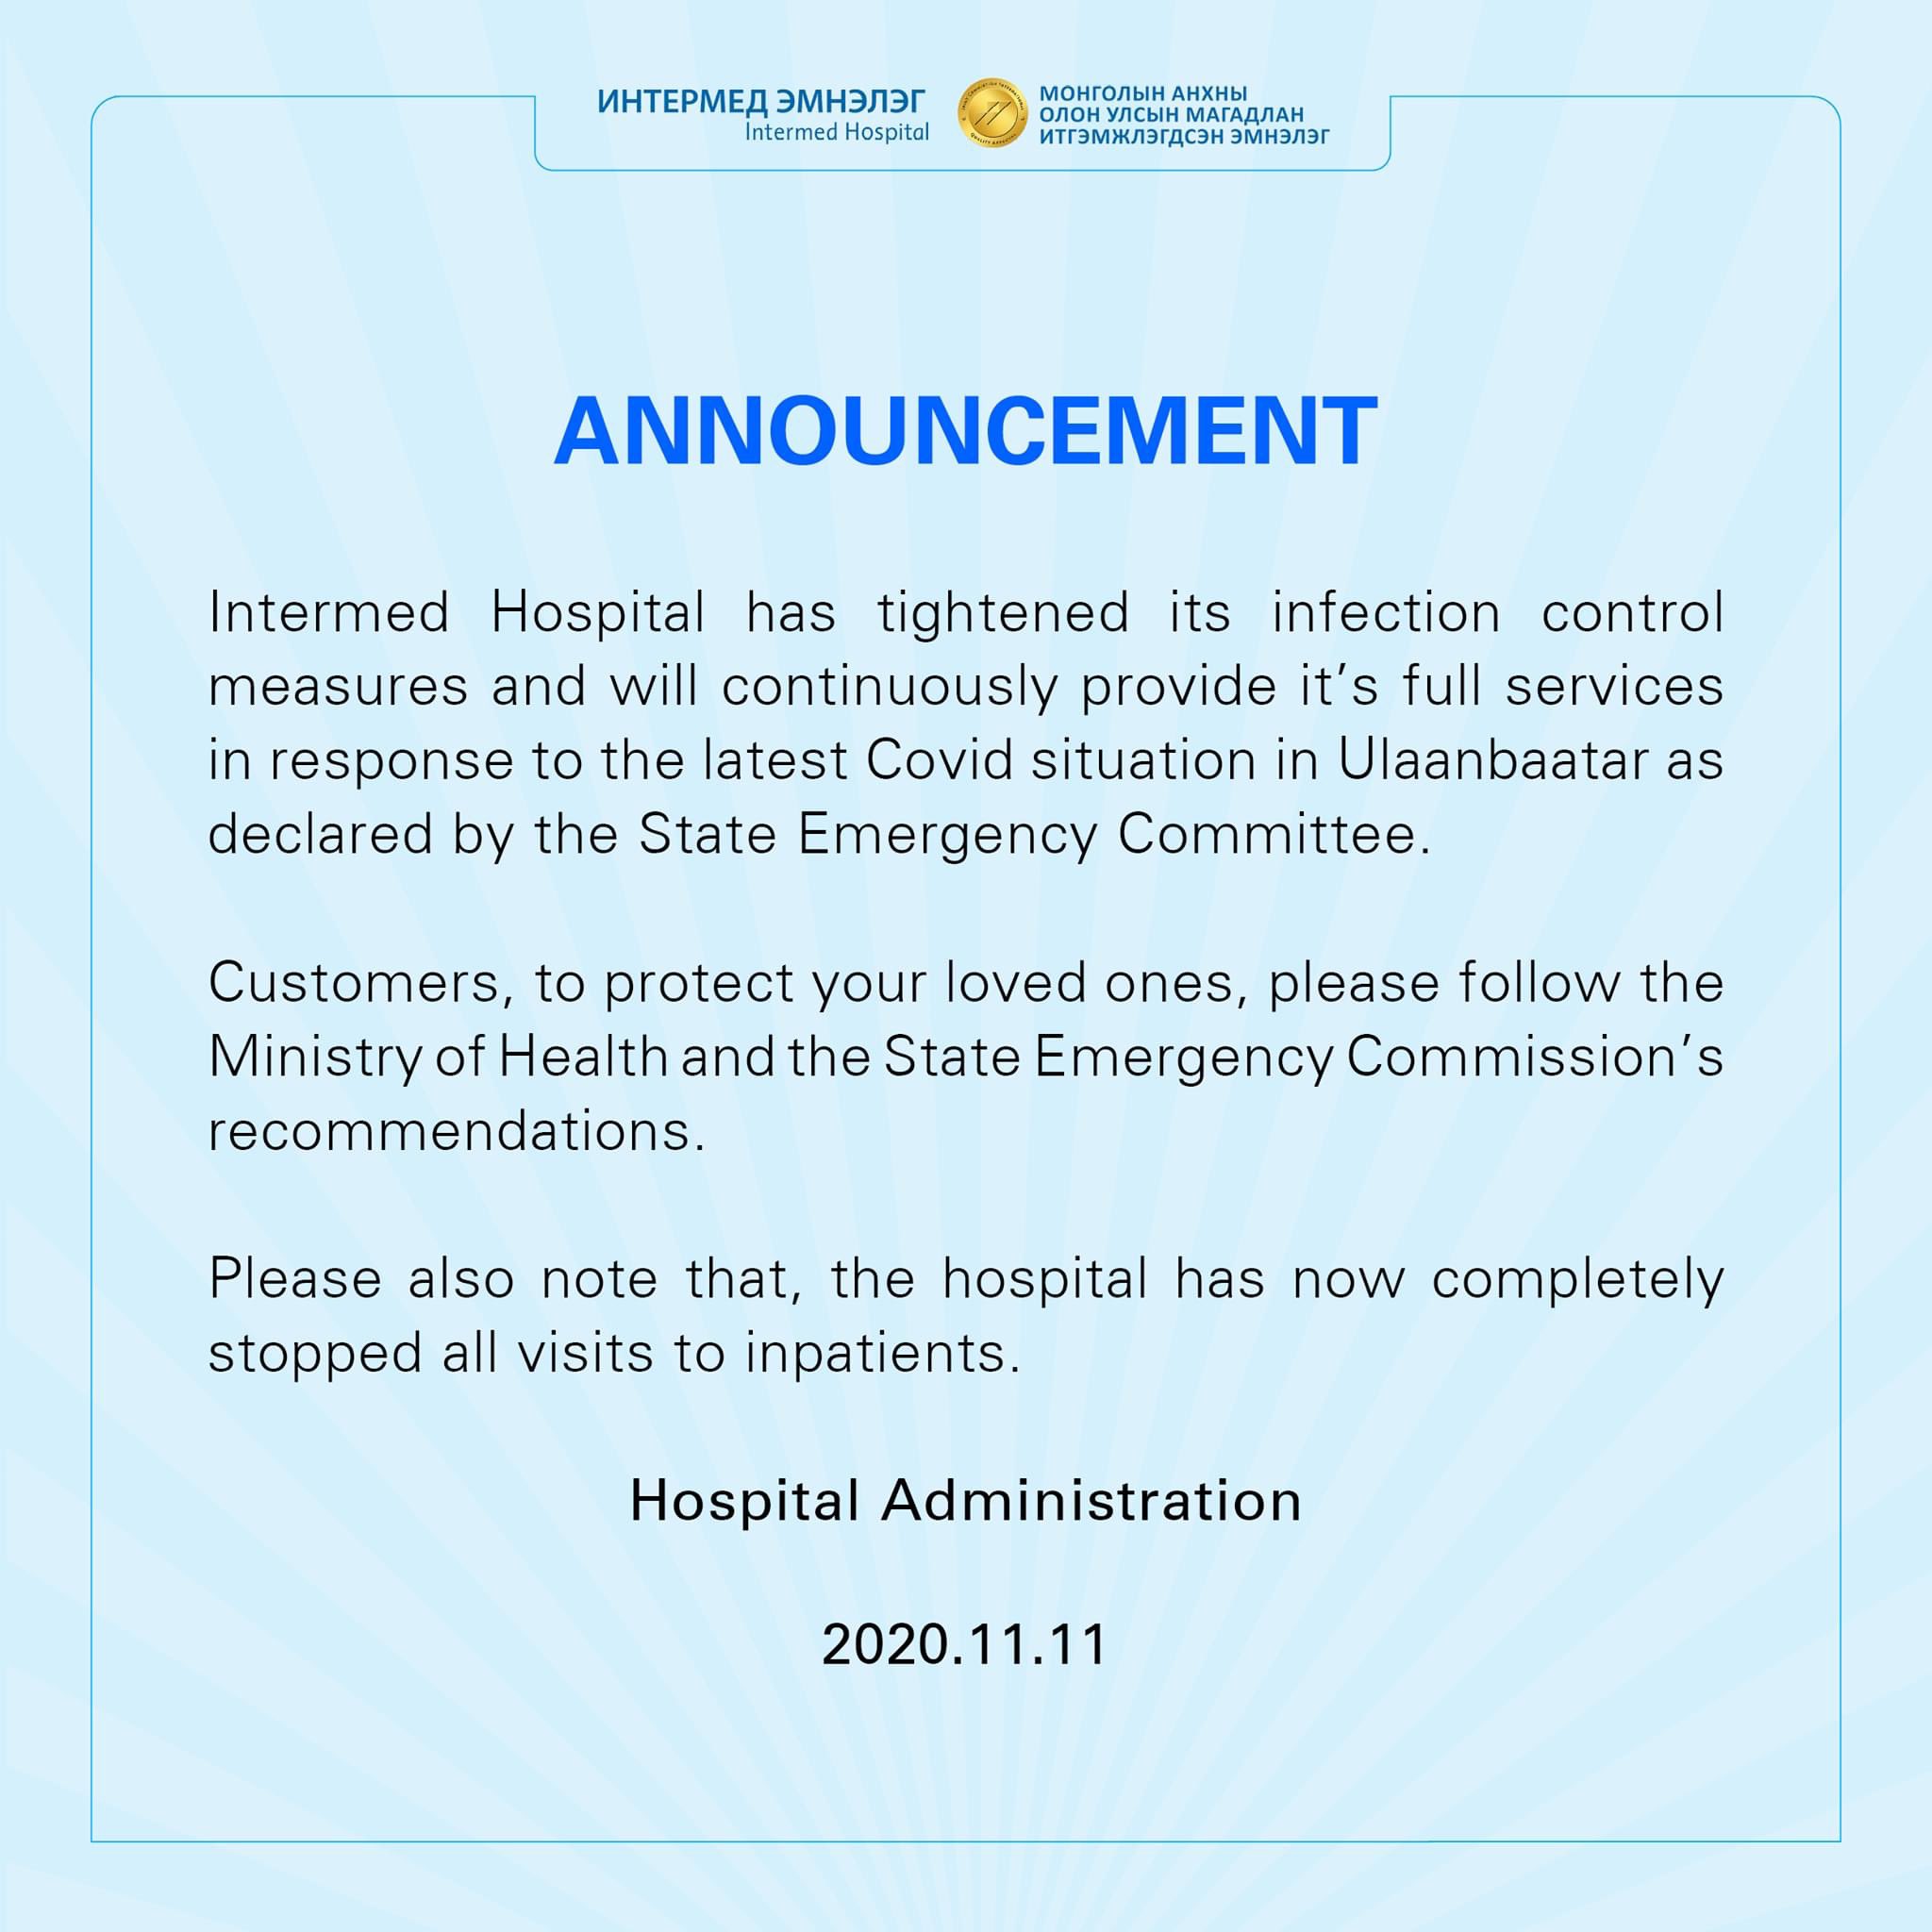 ИНТЕРМЕД ЭМНЭЛЭГ
Intermed Hospital
МОНГОЛЫН АНХНЫ
ОЛОН УЛСЫН МАГАДЛАН
ИТГЭМЖЛЭГДСЭН ЭМНЭЛЭГ
ANNOUNCEMENT
Intermed Hospital has tightened its infection control
measures and will continuously provide it’s full services
in response to the latest Covid situation in Ulaanbaatar as
declared by the State Emergency Committee.
Customers, to protect your loved ones, please follow the
Ministry of Health and the State Emergency Commission’s
recommendations.
Please also note that, the hospital has now completely
stopped all visits to inpatients.
Hospital Administration
2020.11.11